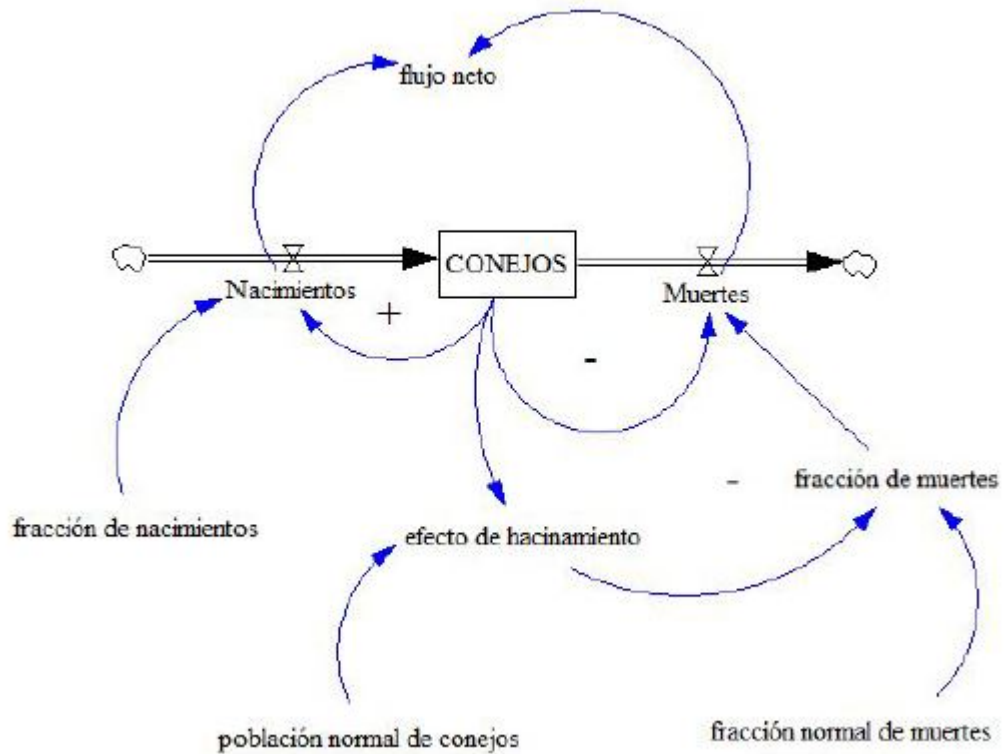 flujo neto
CONEJOS
Nacimientos
Muertes
+
-
- fracción de muertes
fracción de nacimientos
efecto de hacinamiento
población normal de conejos
fracción normal de muertes